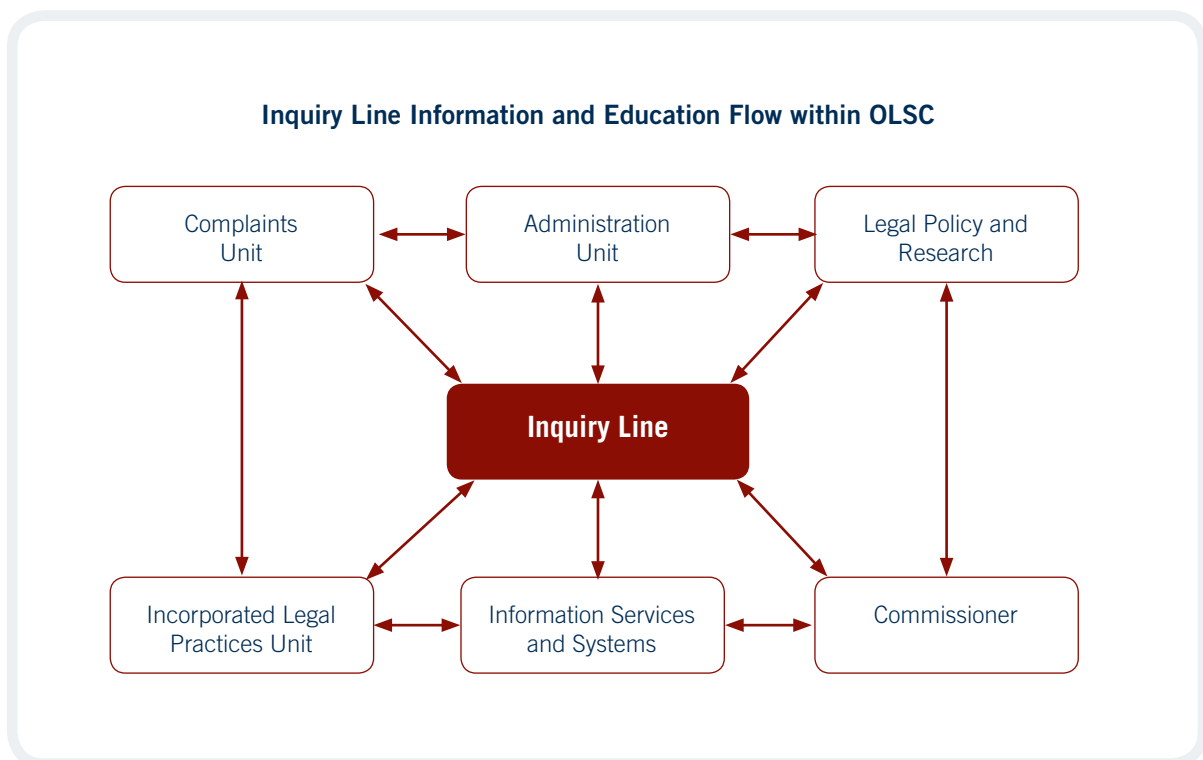 Inquiry Line Information and Education Flow within OLSC
Complaints
Unit
Administration
Unit
Legal Policy and
Research
Inquiry Line
Incorporated Legal
Practices Unit
Information Services
and Systems
Commissioner